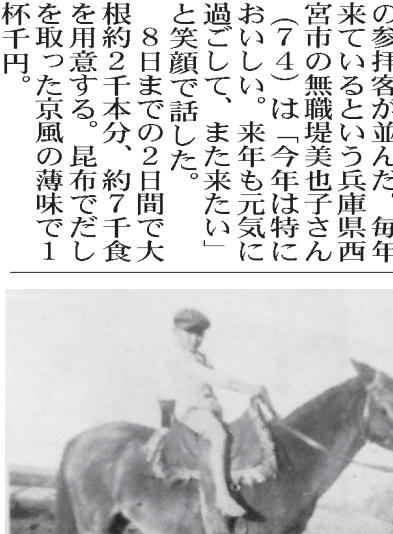 の参拝客が並んだ。毎年
来ているという兵庫県西
宮市の無職堤美也子さん
（74）は「今年は特に
おいしい。来年も元気に
過ごして、また来たい」
と笑顔で話した。
８日までの２日間で大
根約２千本分、約７千食
を用意する。昆布でだし
を取った京風の薄味で１
杯千円。